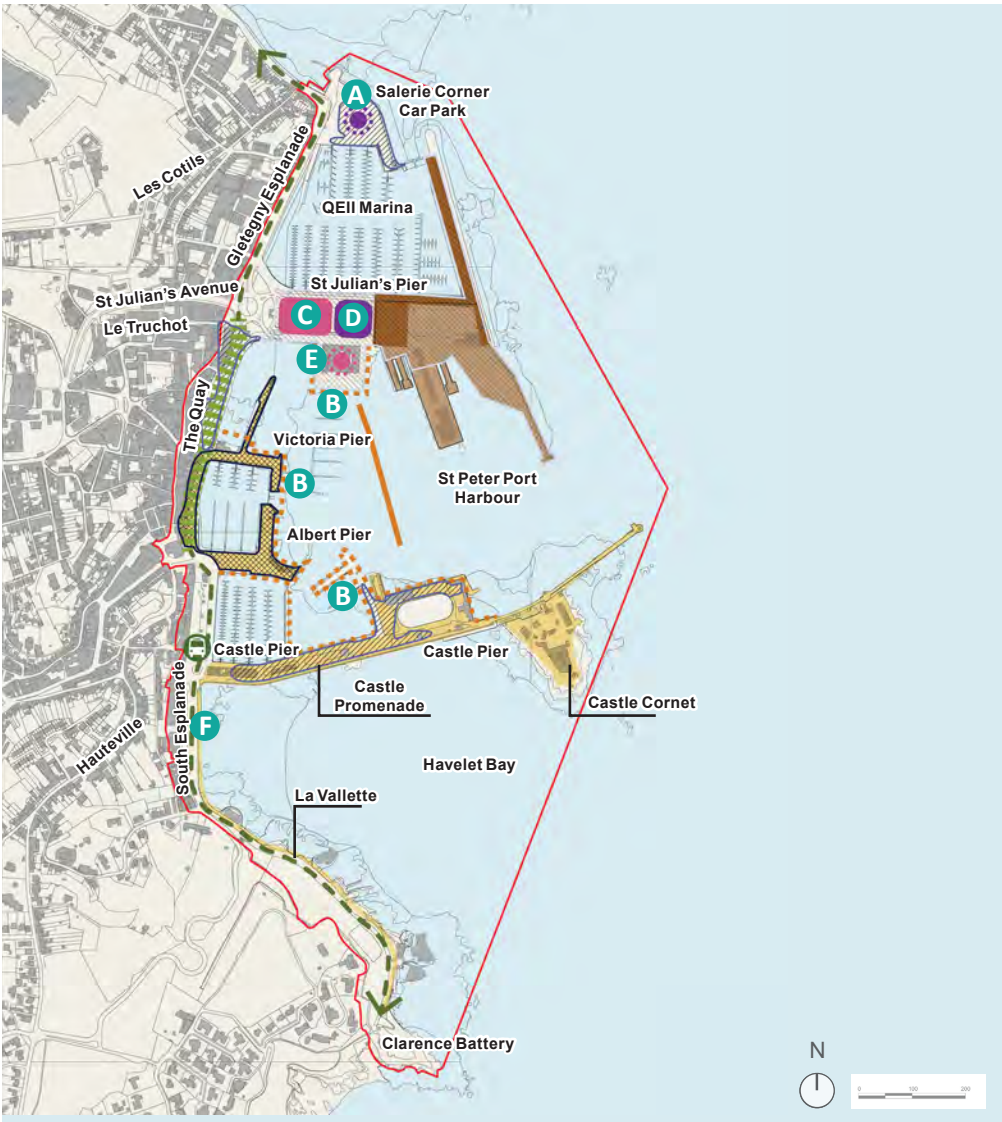 A
Salerie Corner
Car Park
Les Cotils
Gletegny Esplanade
QEII Marina
St Julian's Avenue
St Julian's Pier
Le Truchot
C
D
E
B
The Quay
Victoria Pier
St Peter Port
Harbour
B
Albert Pier
B
Castle Pier
Castle Pier
Castle
Promenade
Castle Cornet
South Esplanade
F
Hauteville
Havelet Bay
La Vallette
Clarence Battery
N
0 100 200